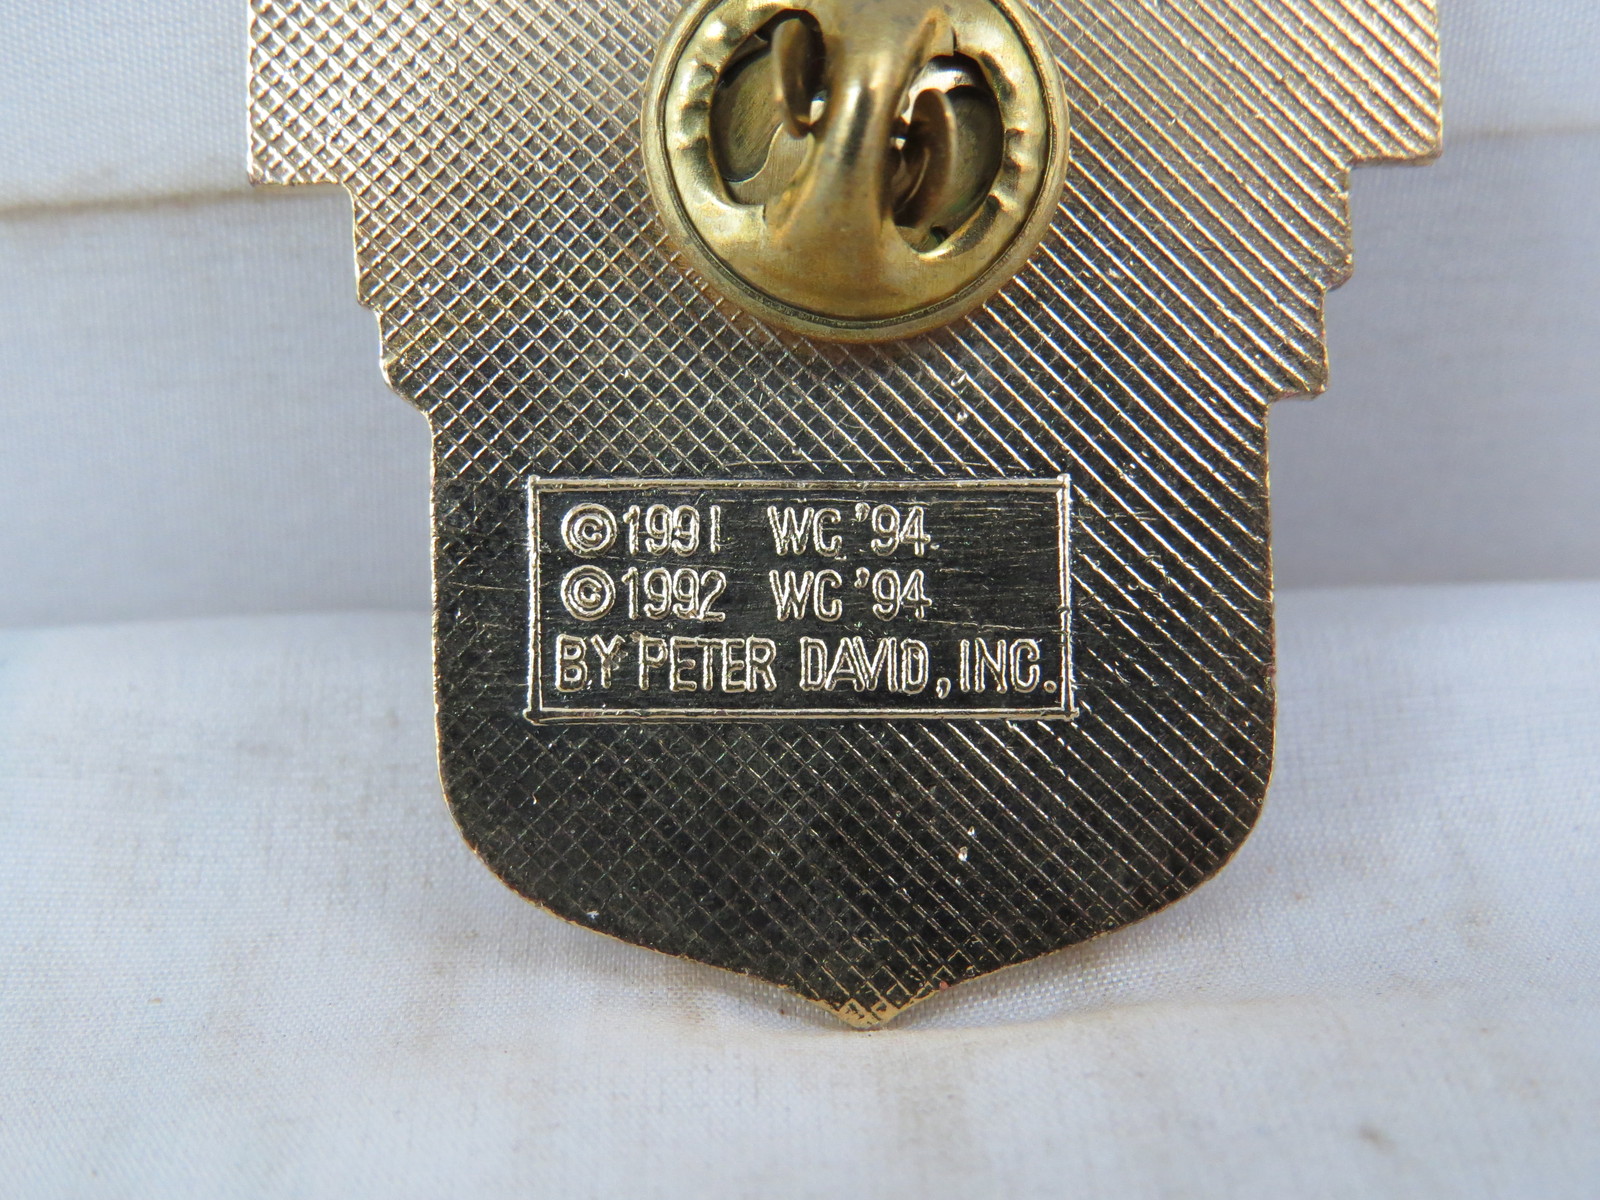 ©1991 WC '94
©1992 WC '94
BY PETER DAVID, INC.